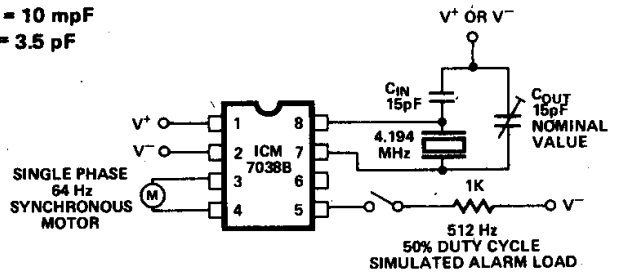 = 10 mpF
= 3.5 pF
V+ OR V−
CIN
15pF
COUT
15pF
NOMINAL
VALUE
4.194
MHz
V+
V−
1
2
3
4
ICM
7038B
8
7
6
5
SINGLE PHASE
64 Hz
SYNCHRONOUS
MOTOR
M
1K
V−
512 Hz
50% DUTY CYCLE
SIMULATED ALARM LOAD